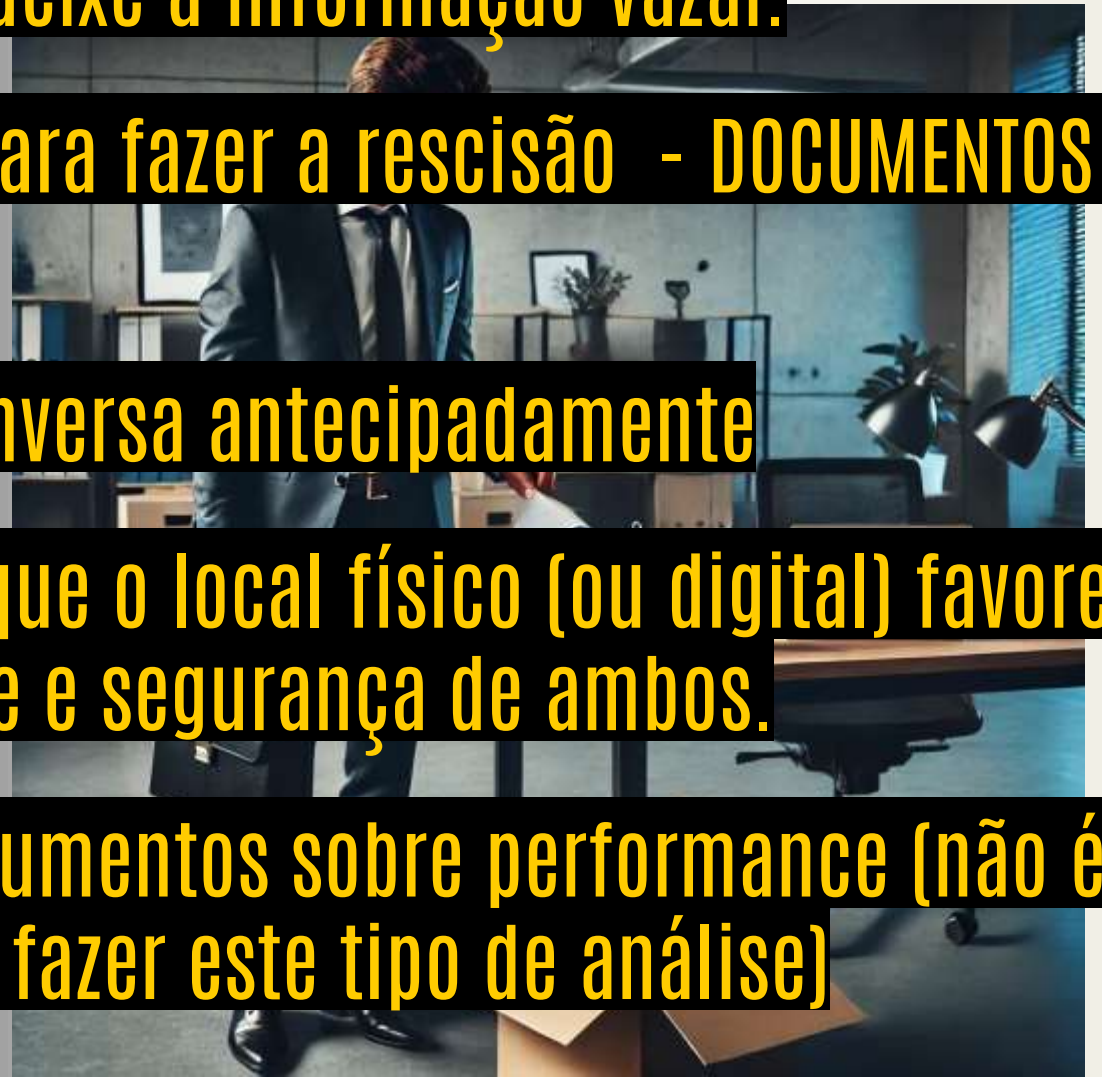 deixe a informação vazar.
ara fazer a rescisão - DOCUMENTOS
nversa antecipadamente
que o local físico (ou digital) favore
e e segurança de ambos.
umentos sobre performance (não é
fazer este tipo de análise)